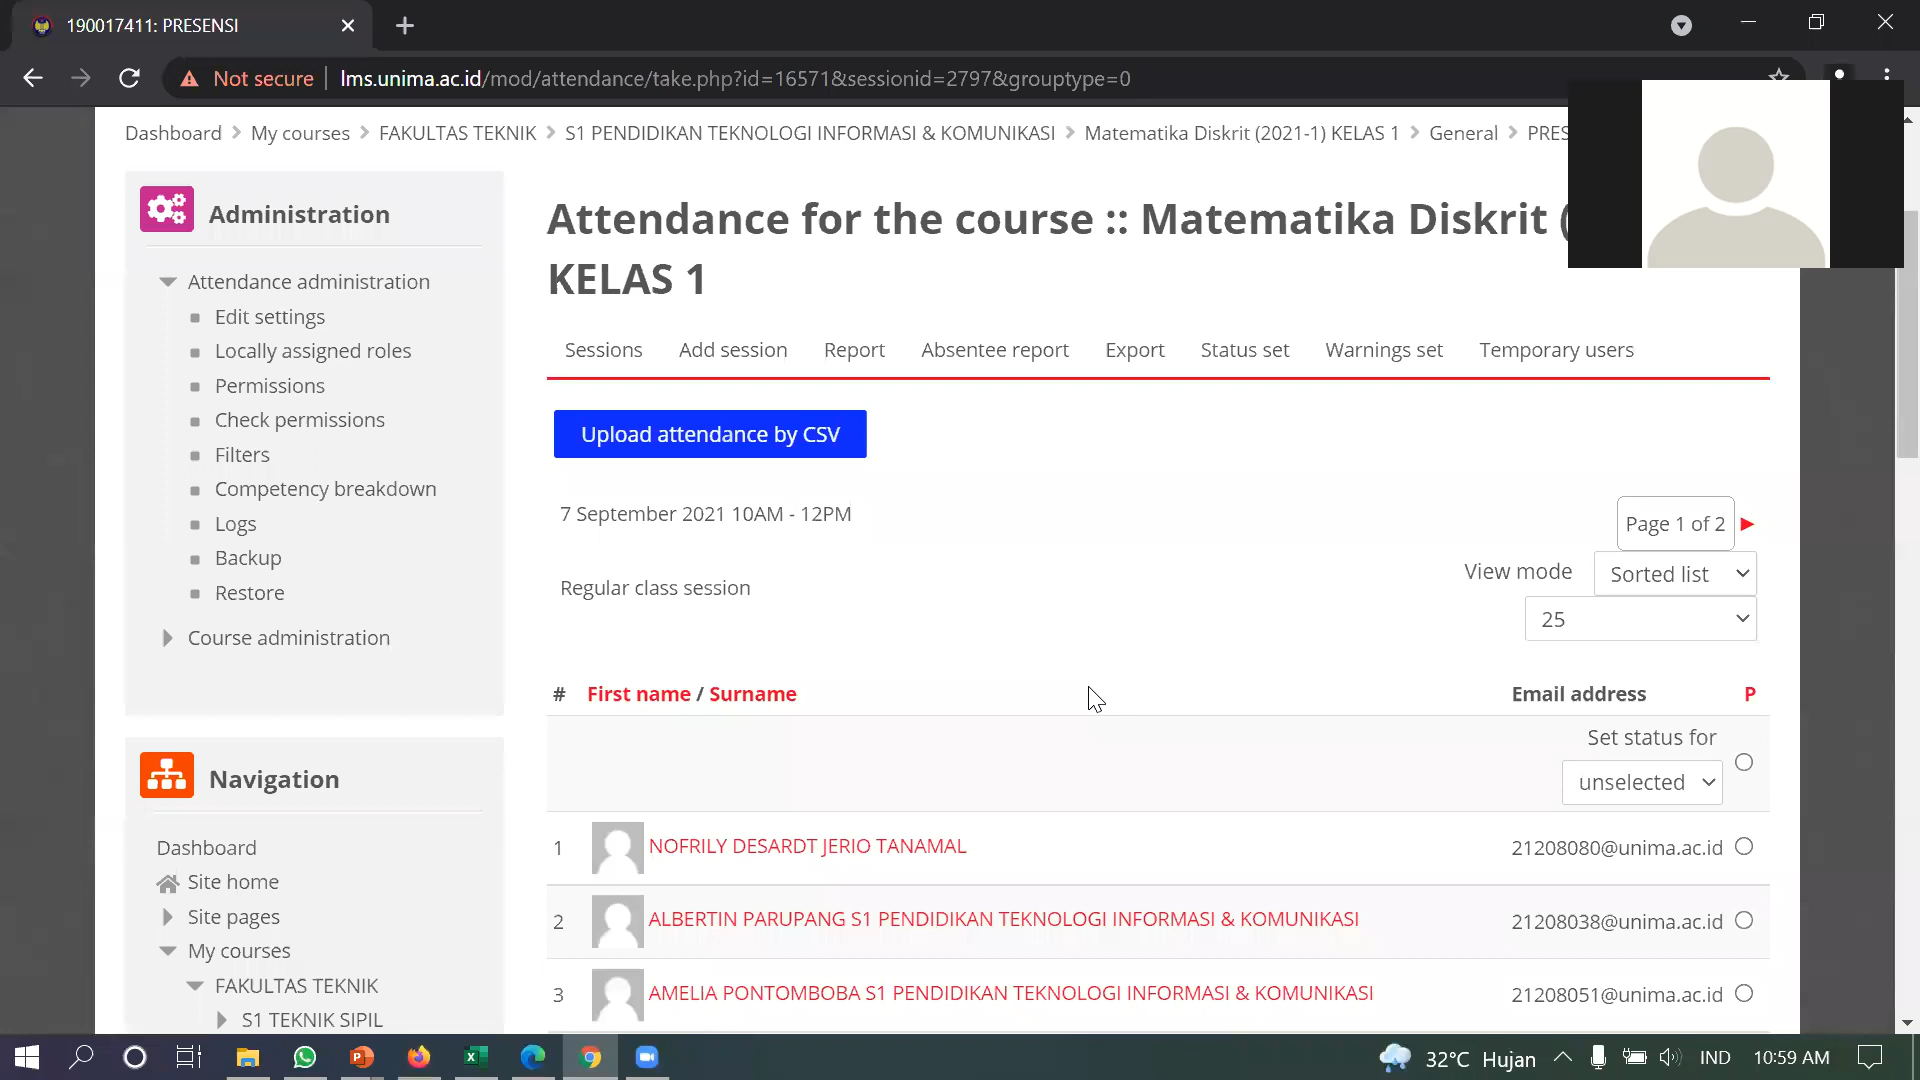 190017411: PRESENSI
Not secure
lms.unima.ac.id/mod/attendance/take.php?id=16571&sessionid=2797&grouptype=0
Dashboard
My courses
FAKULTAS TEKNIK
S1 PENDIDIKAN TEKNOLOGI INFORMASI & KOMUNIKASI
Matematika Diskrit (2021-1) KELAS 1
General
PRES
Administration
Attendance administration
Edit settings
Locally assigned roles
Permissions
Check permissions
Filters
Competency breakdown
Logs
Backup
Restore
Course administration
Navigation
Dashboard
Site home
Site pages
My courses
FAKULTAS TEKNIK
S1 TEKNIK SIPIL
Attendance for the course :: Matematika Diskrit (
KELAS 1
Sessions
Add session
Report
Absentee report
Export
Status set
Warnings set
Temporary users
Upload attendance by CSV
7 September 2021 10AM - 12PM
Page 1 of 2
View mode
Sorted list
Regular class session
25
# First name / Surname
Email address
P
Set status for
unselected
1 NOFRILY DESARDT JERIO TANAMAL 21208080@unima.ac.id
2 ALBERTIN PARUPANG S1 PENDIDIKAN TEKNOLOGI INFORMASI & KOMUNIKASI 21208038@unima.ac.id
3 AMELIA PONTOMBOBA S1 PENDIDIKAN TEKNOLOGI INFORMASI & KOMUNIKASI 21208051@unima.ac.id
32°C Hujan
IND
10:59 AM